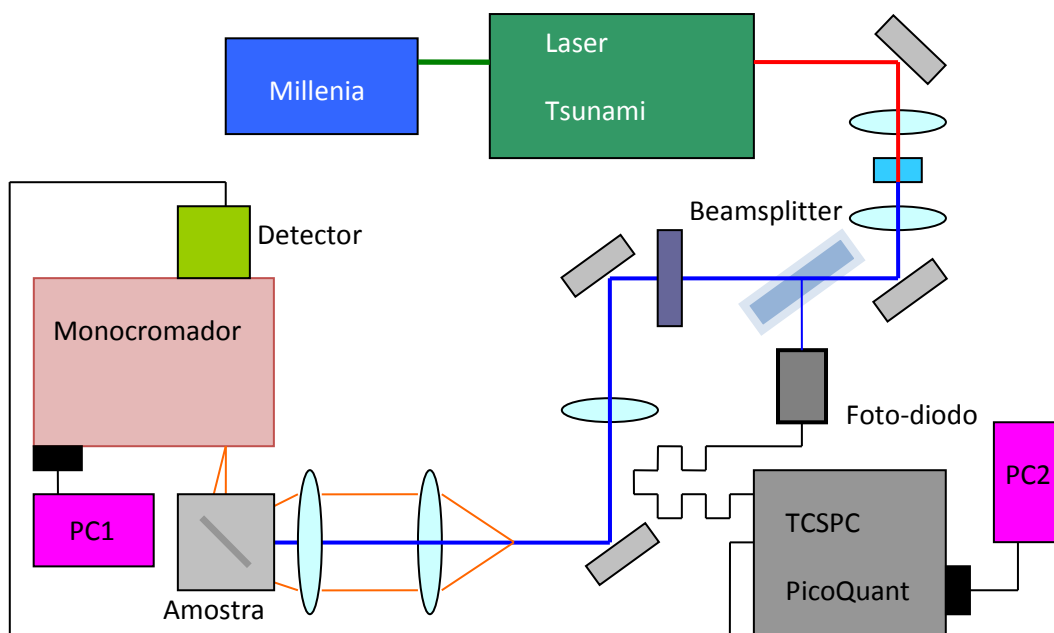 Laser
Tsunami
Millenia
Beamsplitter
Detector
Monocromador
Foto-diodo
PC2
PC1
TCSPC
PicoQuant
Amostra